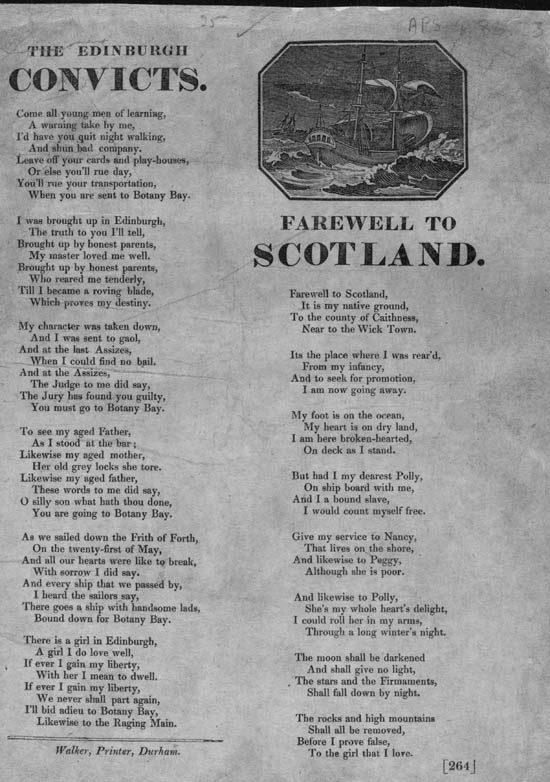 25
APS
3
THE EDINBURGH
CONVICTS.
Come all young men of learning,
A warning take by me,
I'd have you quit night walking,
And shun bad company.
Leave off your cards and play-houses,
Or else you'll rue day,
You'll rue your transportation,
When you are sent to Botany Bay.
I was brought up in Edinburgh,
The truth to you I'll tell,
Brought up by honest parents,
My master loved me well.
Brought up by honest parents,
Who reared me tenderly,
Till I became a roving blade,
Which proves my destiny.
My character was taken down,
And I was sent to gaol,
And at the last Assizes,
When I could find no bail.
And at the Assizes,
The Judge to me did say,
The Jury has found you guilty,
You must go to Botany Bay.
To see my aged Father,
As I stood at the bar;
Likewise my aged mother,
Her old grey locks she tore.
Likewise my aged father,
These words to me did say,
O silly son what hath thou done,
You are going to Botany Bay.
As we sailed down the Frith of Forth,
On the twenty-first of May,
And all our hearts were like to break,
With sorrow I did say.
And every ship that we passed by,
I heard the sailors say,
There goes a ship with handsome lads,
Bound down for Botany Bay.
There is a girl in Edinburgh,
A girl I do love well,
If ever I gain my liberty,
With her I mean to dwell.
If ever I gain my liberty,
We never shall part again,
I'll bid adieu to Botany Bay,
Likewise to the Raging Main.
Walker, Printer, Durham.
FAREWELL TO
SCOTLAND.
Farewell to Scotland,
It is my native ground,
To the county of Caithness,
Near to the Wick Town.
Its the place where I was rear'd,
From my infancy,
And to seek for promotion,
I am now going away.
My foot is on the ocean,
My heart is on dry land,
I am here broken-hearted,
On deck as I stand.
But had I my dearest Polly,
On ship board with me,
And I a bound slave,
I would count myself free.
Give my service to Nancy,
That lives on the shore,
And likewise to Peggy,
Although she is poor.
And likewise to Polly,
She's my whole heart's delight,
I could roll her in my arms,
Through a long winter's night.
The moon shall be darkened
And shall give no light,
The stars and the Firmaments,
Shall fall down by night.
The rocks and high mountains
Shall all be removed,
Before I prove false,
To the girl that I love.
[264]